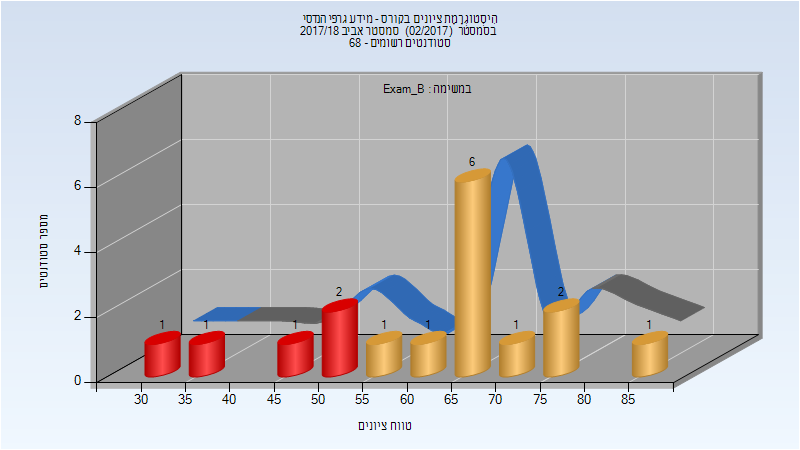 היסטוגרמת ציונים בקורס - מידע גרפי תנדסי
בסמסטר (02/2017) סמסטר אביב 2017/18
סטודנטים רשומים - 68
במשימה : Exam_B
מספר סטודנטים
8
6
4
2
0
1
1
1
2
1
1
6
1
2
1
30 35 40 45 50 55 60 65 70 75 80 85
טווח ציונים